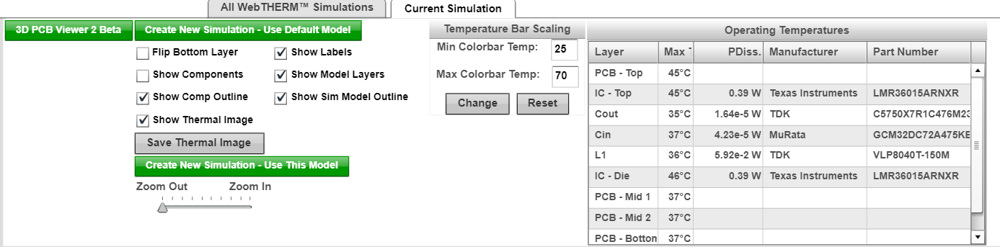 All WebTHERM™ Simulations
Current Simulation
3D PCB Viewer 2 Beta
Create New Simulation - Use Default Model
Flip Bottom Layer
Show Labels
Show Components
Show Model Layers
Show Comp Outline
Show Sim Model Outline
Show Thermal Image
Save Thermal Image
Create New Simulation - Use This Model
Zoom Out Zoom In
Temperature Bar Scaling
Min Colorbar Temp: 25
Max Colorbar Temp: 70
Change Reset
Operating Temperatures
Layer Max T PDiss. Manufacturer Part Number
PCB - Top 45°C
IC - Top 45°C 0.39 W Texas Instruments LMR36015ARNXR
Cout 35°C 1.64e-5 W TDK C5750X7R1C476M23
Cin 37°C 4.23e-5 W MuRata GCM32DC72A475KE
L1 36°C 5.92e-2 W TDK VLP8040T-150M
IC - Die 46°C 0.39 W Texas Instruments LMR36015ARNXR
PCB - Mid 1 37°C
PCB - Mid 2 37°C
PCB - Bottom 37°C